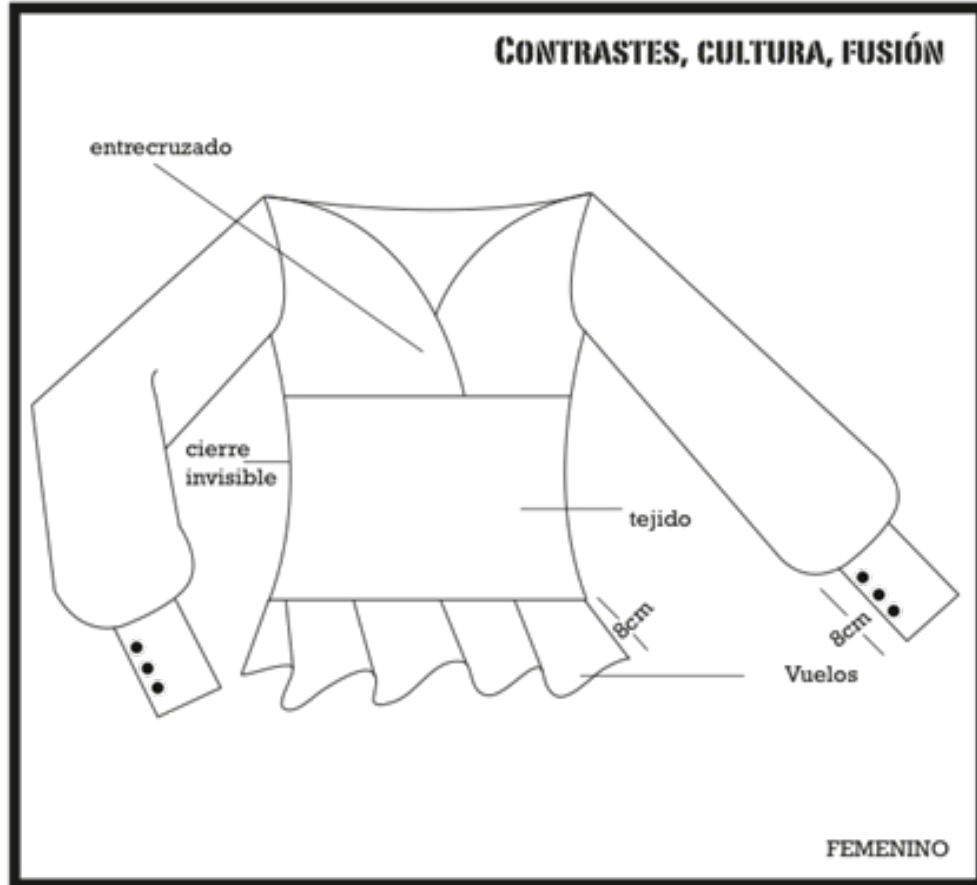 CONTRASTES, CULTURA, FUSIÓN
entrecruzado
cierre
invisible
tejido
8cm
8cm
Vuelos
FEMENINO